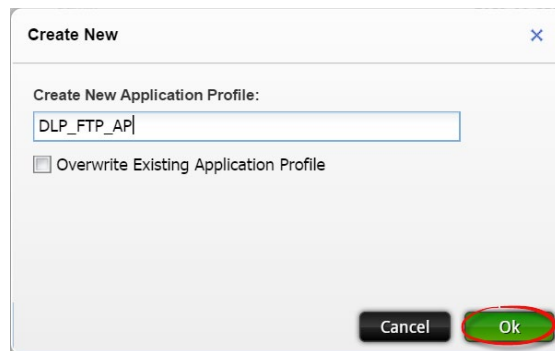 Create New
Create New Application Profile:
DLP_FTP_AP
Overwrite Existing Application Profile
Cancel Ok